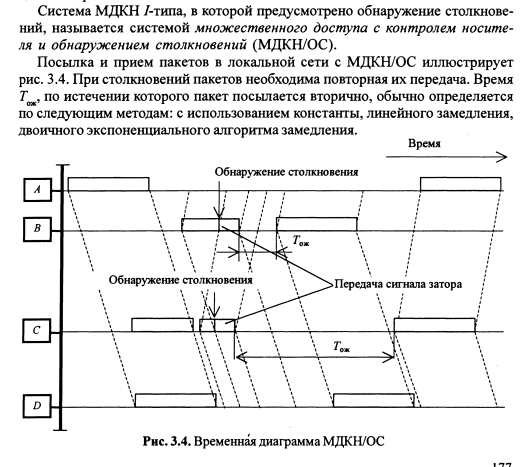 Система МДКН I-типа, в которой предусмотрено обнаружение столкнове-
ний, называется системой множественного доступа с контролем носите-
ля и обнаружением столкновений (МДКН/ОС).
Посылка и прием пакетов в локальной сети с МДКН/ОС иллюстрирует
рис. 3.4. При столкновений пакетов необходима повторная их передача. Время
Tож, по истечении которого пакет посылается вторично, обычно определяется
по следующим методам: с использованием константы, линейного замедления,
двоичного экспоненциального алгоритма замедления.
Время
Обнаружение столкновения
A
B
Tож
Обнаружение столкновения
Передача сигнала затора
C
Tож
D
Рис. 3.4. Временная диаграмма МДКН/ОС
177